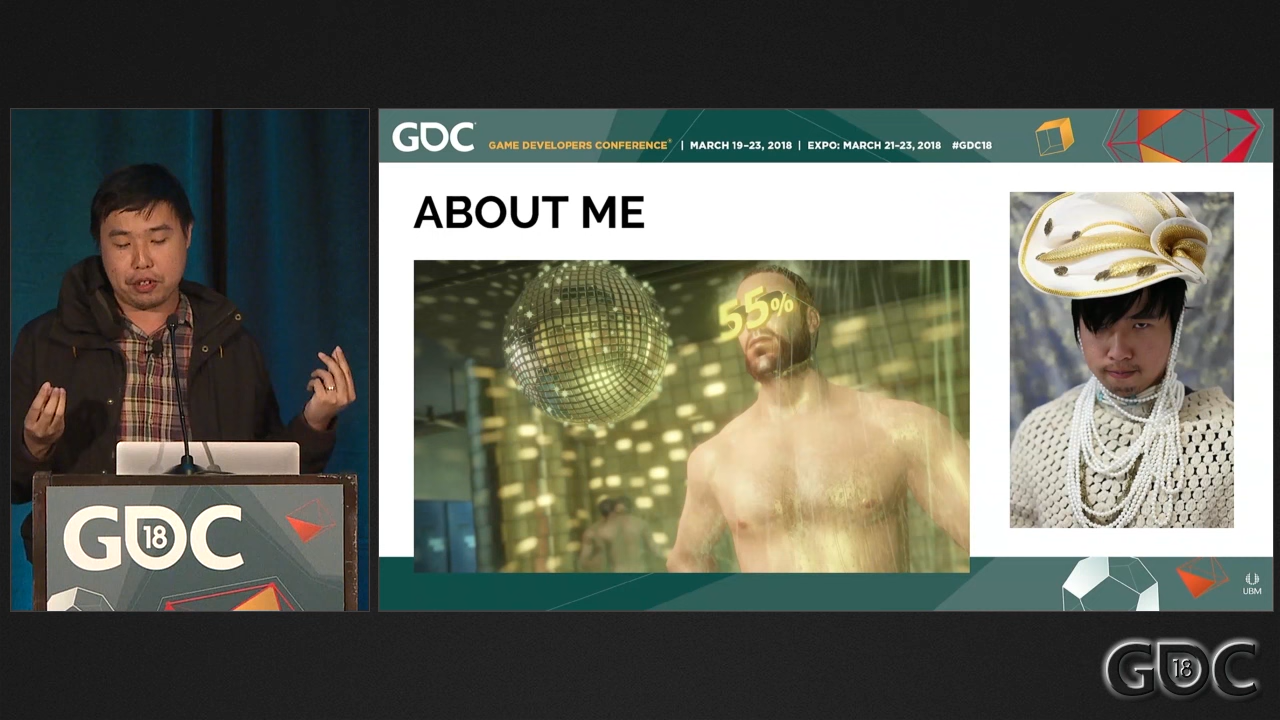 GDC
GAME DEVELOPERS CONFERENCE® | MARCH 19–23, 2018 | EXPO: MARCH 21–23, 2018 #GDC18
ABOUT ME
55%
GDC
18
UBM
GDC
18